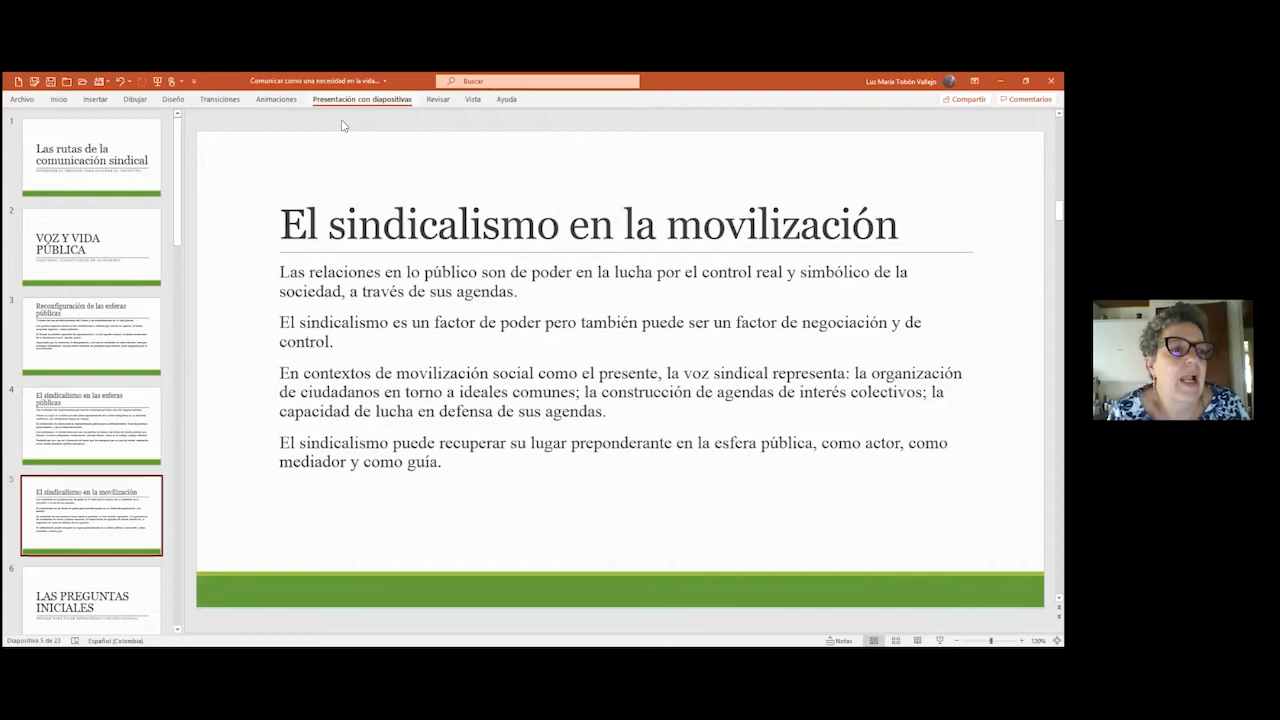 Comunicar como una necesidad en la vida...
Buscar
Luz María Tobón Vallejo
Archivo
Inicio
Insertar
Dibujar
Diseño
Transiciones
Animaciones
Presentación con diapositivas
Revisar
Vista
Ayuda
Compartir
Comentarios
1
Las rutas de la
comunicación sindical
2
VOZ Y VIDA
PÚBLICA
3
Reconfiguración de las esferas
públicas
4
El sindicalismo en las esferas
públicas
5
El sindicalismo en la movilización
6
LAS PREGUNTAS
INICIALES
El sindicalismo en la movilización
Las relaciones en lo público son de poder en la lucha por el control real y simbólico de la
sociedad, a través de sus agendas.
El sindicalismo es un factor de poder pero también puede ser un factor de negociación y de
control.
En contextos de movilización social como el presente, la voz sindical representa: la organización
de ciudadanos en torno a ideales comunes; la construcción de agendas de interés colectivos; la
capacidad de lucha en defensa de sus agendas.
El sindicalismo puede recuperar su lugar preponderante en la esfera pública, como actor, como
mediador y como guía.
Diapositiva 5 de 23
Español (Colombia)
Notas
120%